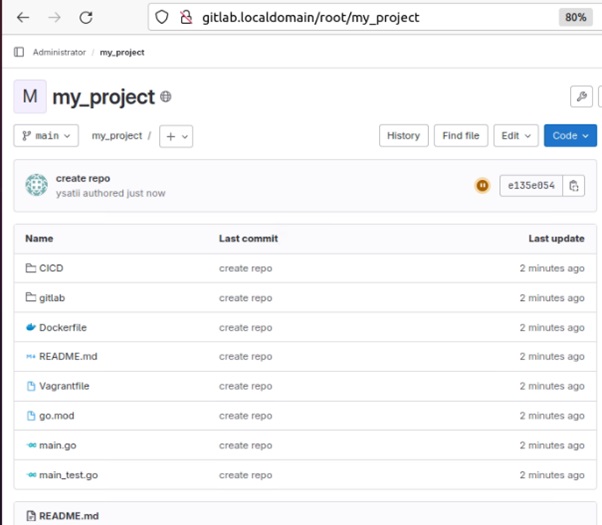 gitlab.localdomain/root/my_project 80%
Administrator / my_project
M my_project
main my_project / + History Find file Edit Code
create repo
ysatii authored just now e135e054
Name Last commit Last update
CICD create repo 2 minutes ago
gitlab create repo 2 minutes ago
Dockerfile create repo 2 minutes ago
README.md create repo 2 minutes ago
Vagrantfile create repo 2 minutes ago
go.mod create repo 2 minutes ago
main.go create repo 2 minutes ago
main_test.go create repo 2 minutes ago
README.md